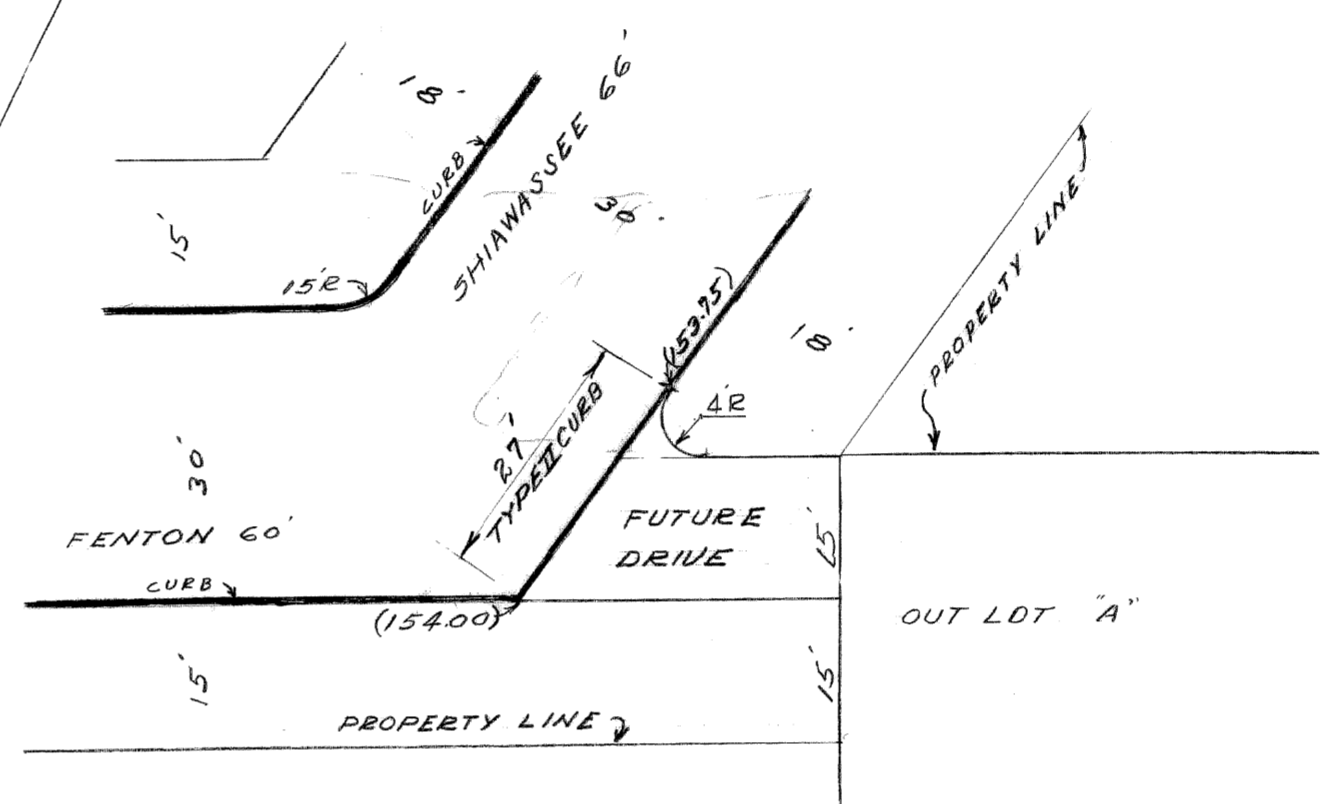 18'
SHIAWASSEE 66'
CURB
15'
15'R
30'
(153.75)
18'
PROPERTY LINE
4'R
27'
TYPE II CURB
30'
FENTON 60'
FUTURE
DRIVE
15'
CURB
(154.00)
OUT LOT "A"
15'
15'
PROPERTY LINE